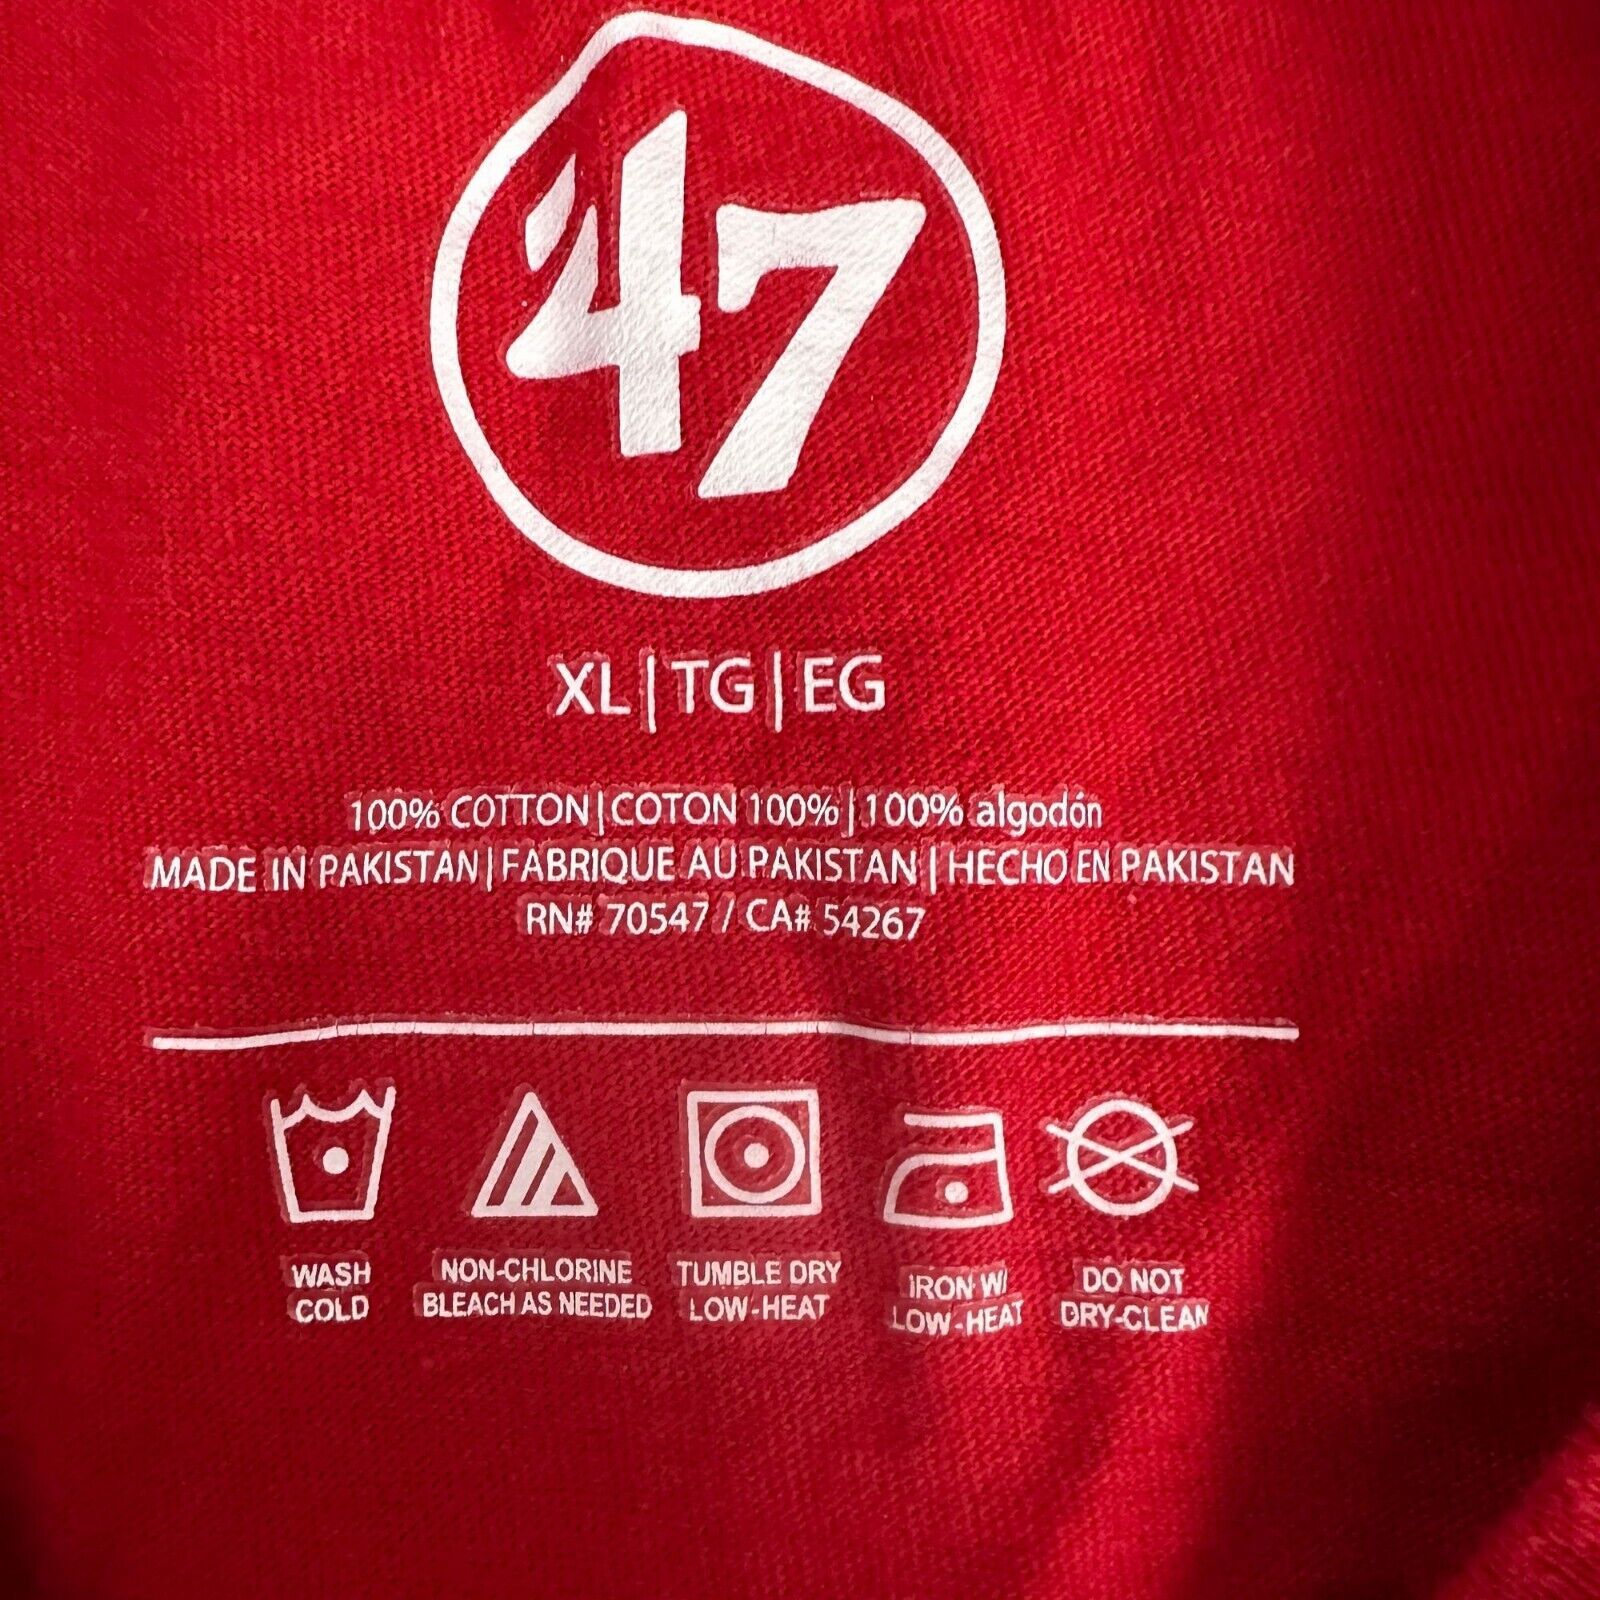 '47
XL|TG|EG
100% COTTON|COTON 100%|100% algodón
MADE IN PAKISTAN|FABRIQUE AU PAKISTAN|HECHO EN PAKISTAN
RN# 70547 / CA# 54267
WASH
COLD
NON-CHLORINE
BLEACH AS NEEDED
TUMBLE DRY
LOW-HEAT
IRON W/
LOW-HEAT
DO NOT
DRY-CLEAN